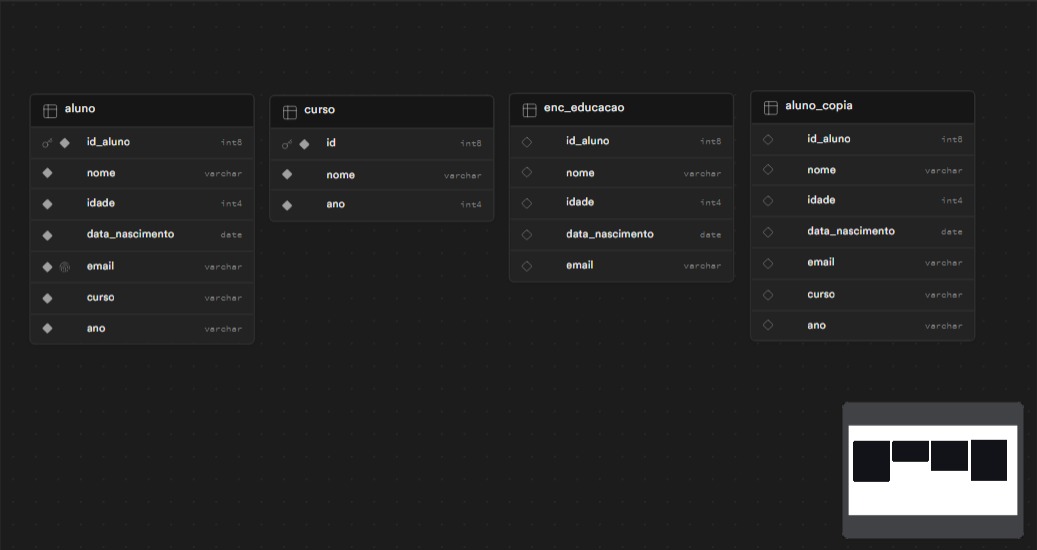 aluno
id_aluno int8
nome varchar
idade int4
data_nascimento date
email varchar
curso varchar
ano varchar
curso
id int8
nome varchar
ano int4
enc_educacao
id_aluno int8
nome varchar
idade int4
data_nascimento date
email varchar
aluno_copia
id_aluno int8
nome varchar
idade int4
data_nascimento date
email varchar
curso varchar
ano varchar